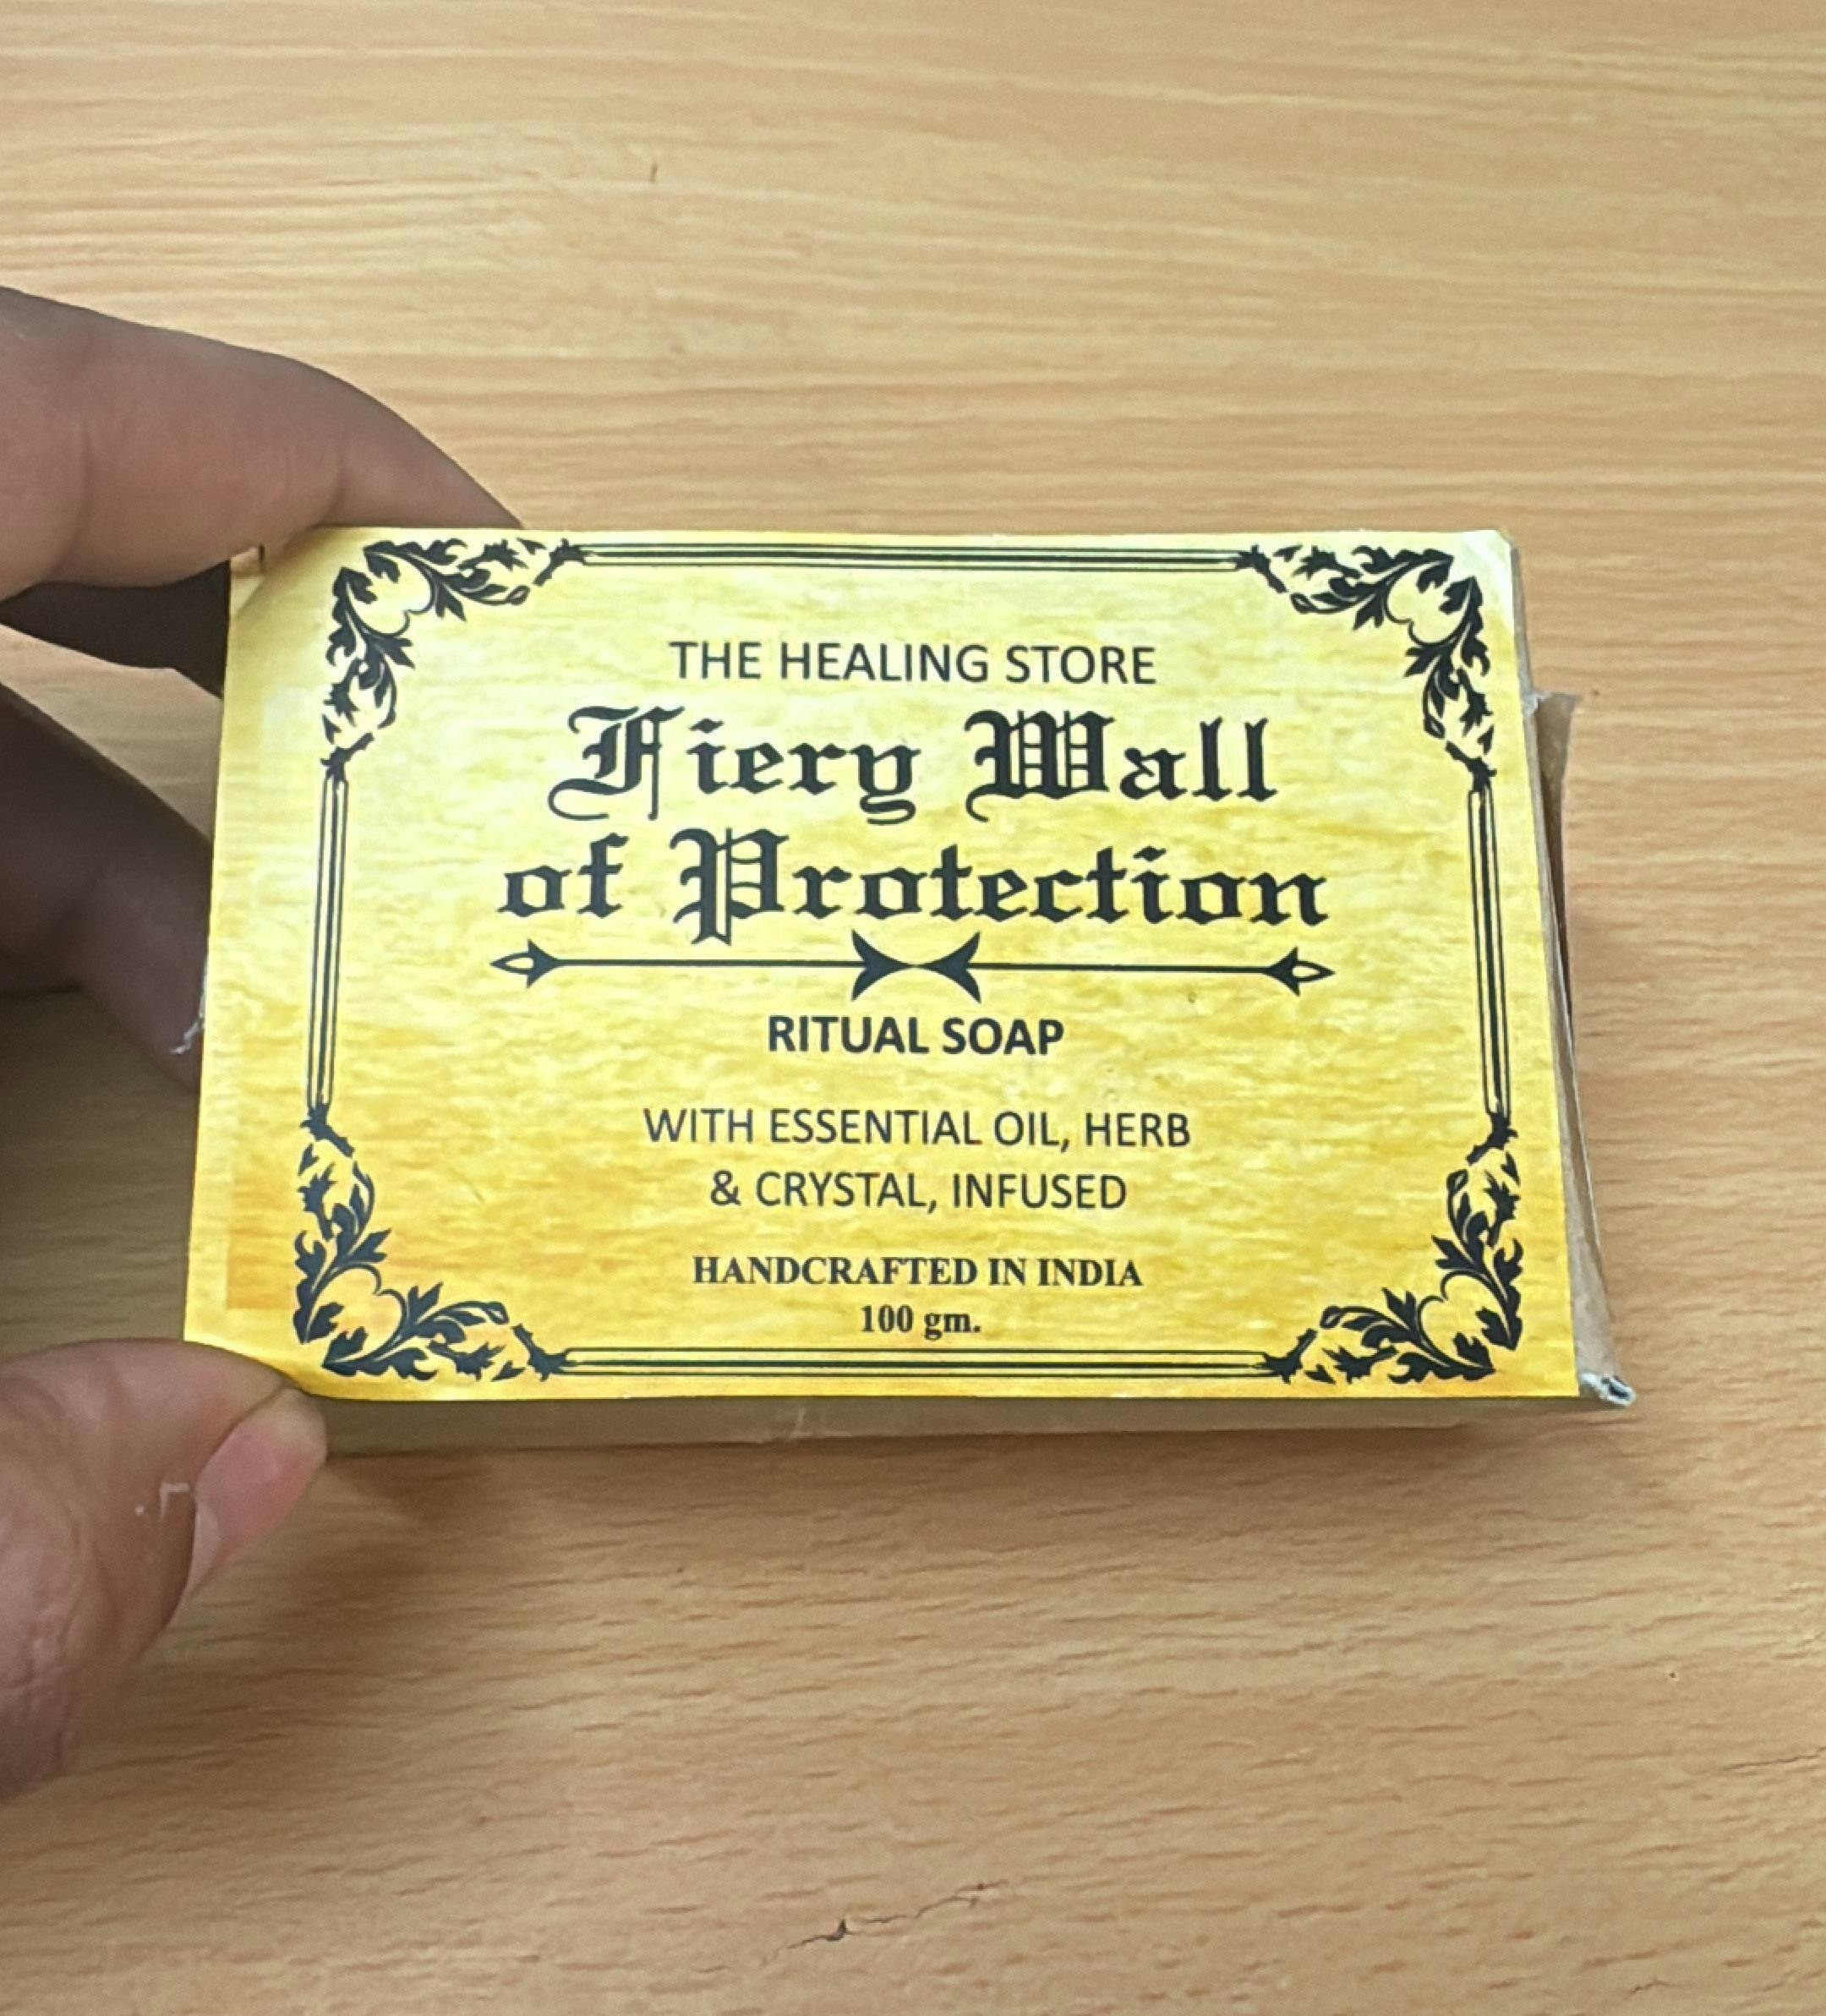 THE HEALING STORE
Fiery Wall
of Protection
RITUAL SOAP
WITH ESSENTIAL OIL, HERB
& CRYSTAL, INFUSED
HANDCRAFTED IN INDIA
100 gm.